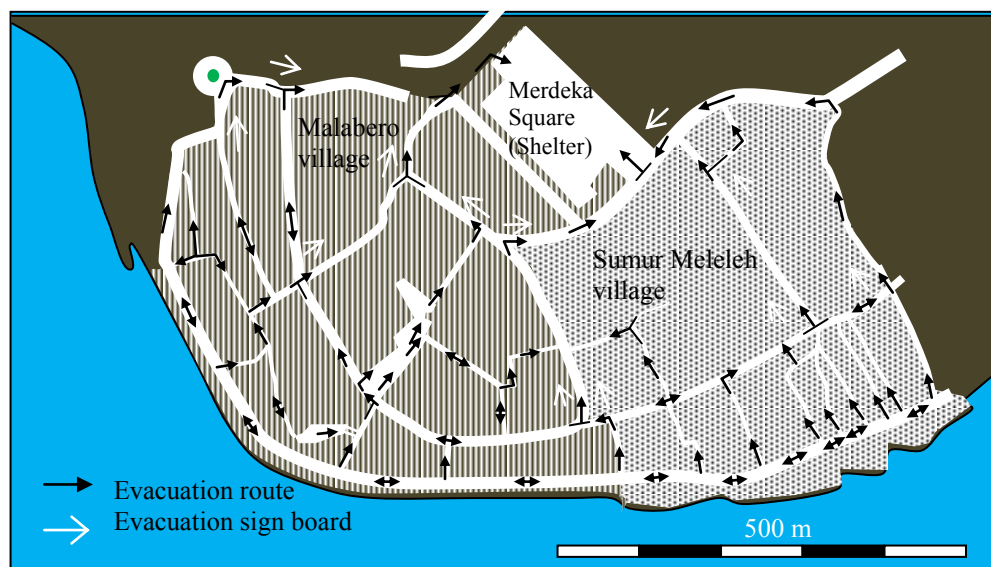 Merdeka
Square
(Shelter)
Malabero
village
Sumur Meleleh
village
Evacuation route
Evacuation sign board
500 m